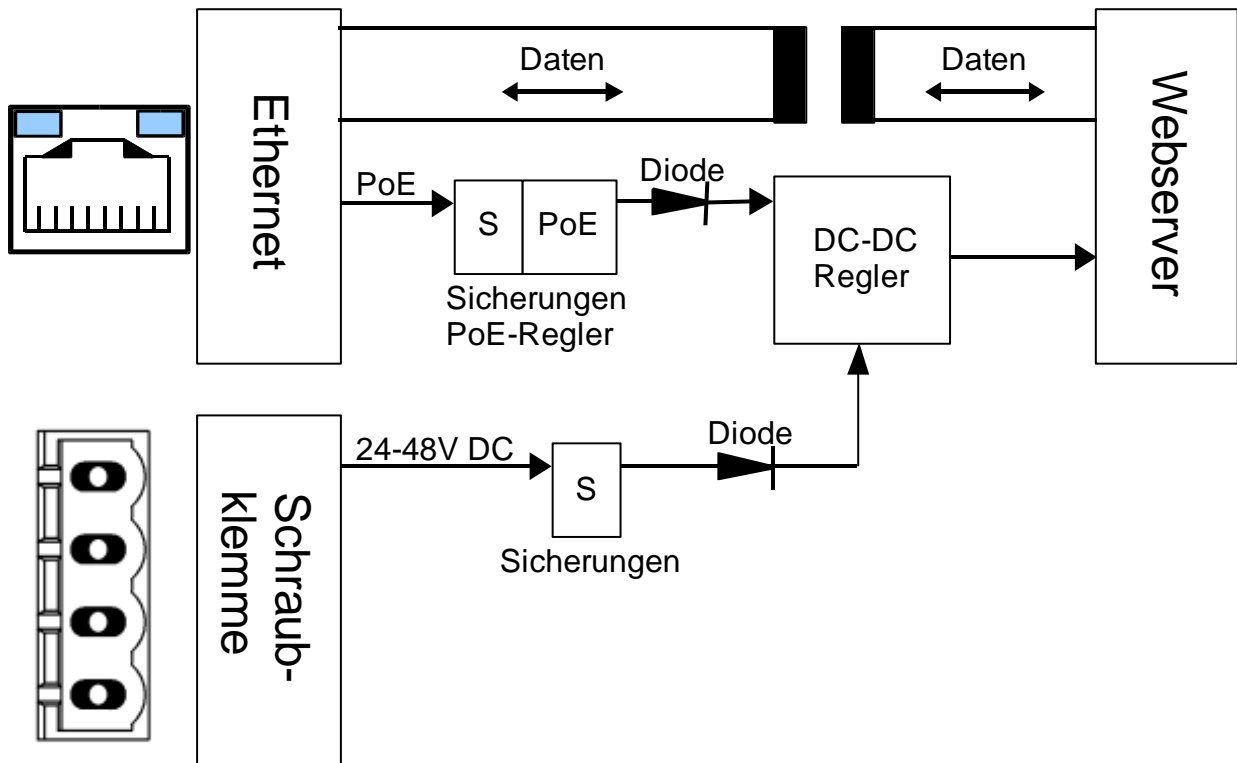 Ethernet
Daten
Daten
Webserver
PoE
Diode
S
PoE
Sicherungen
PoE-Regler
DC-DC
Regler
Schraub-
klemme
24-48V DC
Diode
S
Sicherungen